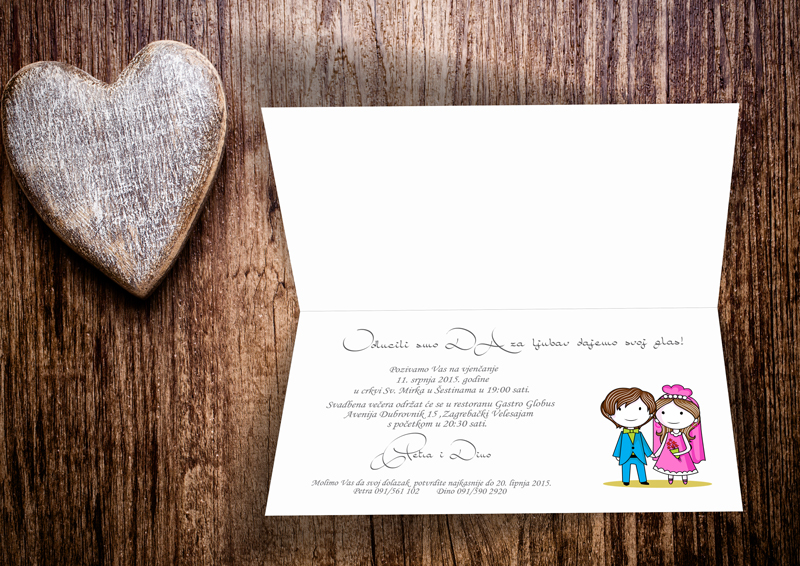 Odlučili smo DA za ljubav dajemo svoj glas!
Pozivamo Vas na vjenčanje
11. srpnja 2015. godine
u crkvi Sv. Mirka u Šestinama u 19:00 sati.
Svadbena večera održat će se u restoranu Gastro Globus
Avenija Dubrovnik 15 ,Zagrebački Velesajam
s početkom u 20:30 sati.
Petra i Dino
Molimo Vas da svoj dolazak potvrdite najkasnije do 20. lipnja 2015.
Petra 091/561 102 Dino 091/590 2920